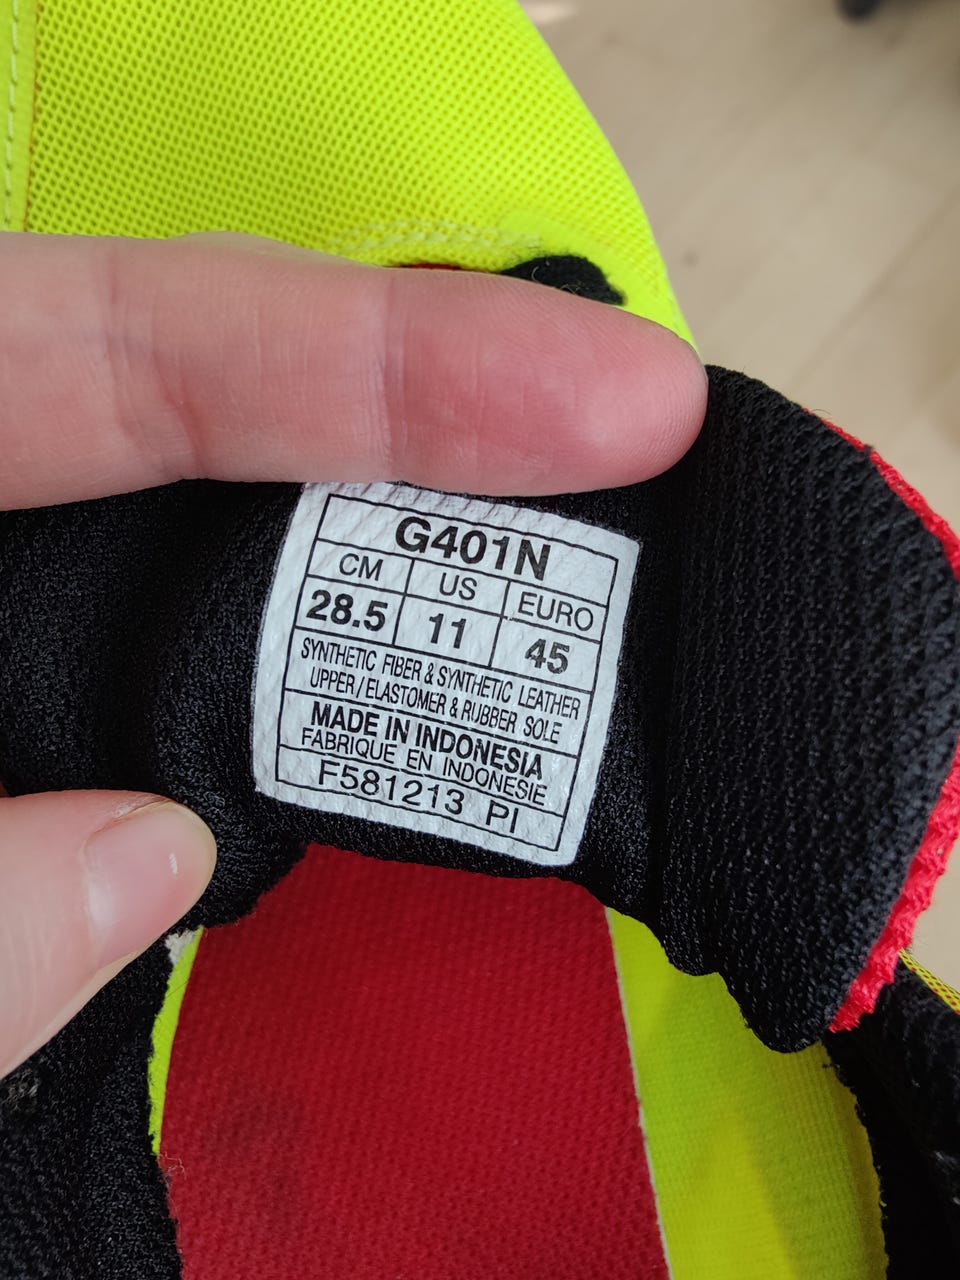 G401N
CM US EURO
28.5 11 45
SYNTHETIC FIBER & SYNTHETIC LEATHER
UPPER / ELASTOMER & RUBBER SOLE
MADE IN INDONESIA
FABRIQUE EN INDONESIE
F581213 PI